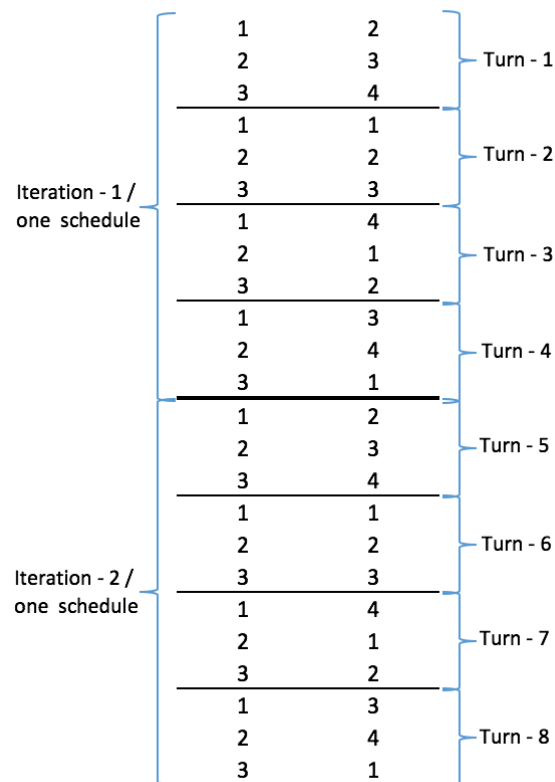 1 2
2 3 Turn - 1
3 4
1 1
2 2 Turn - 2
3 3
Iteration - 1 /
one schedule
1 4
2 1 Turn - 3
3 2
1 3
2 4 Turn - 4
3 1
1 2
2 3 Turn - 5
3 4
1 1
2 2 Turn - 6
3 3
Iteration - 2 /
one schedule
1 4
2 1 Turn - 7
3 2
1 3
2 4 Turn - 8
3 1